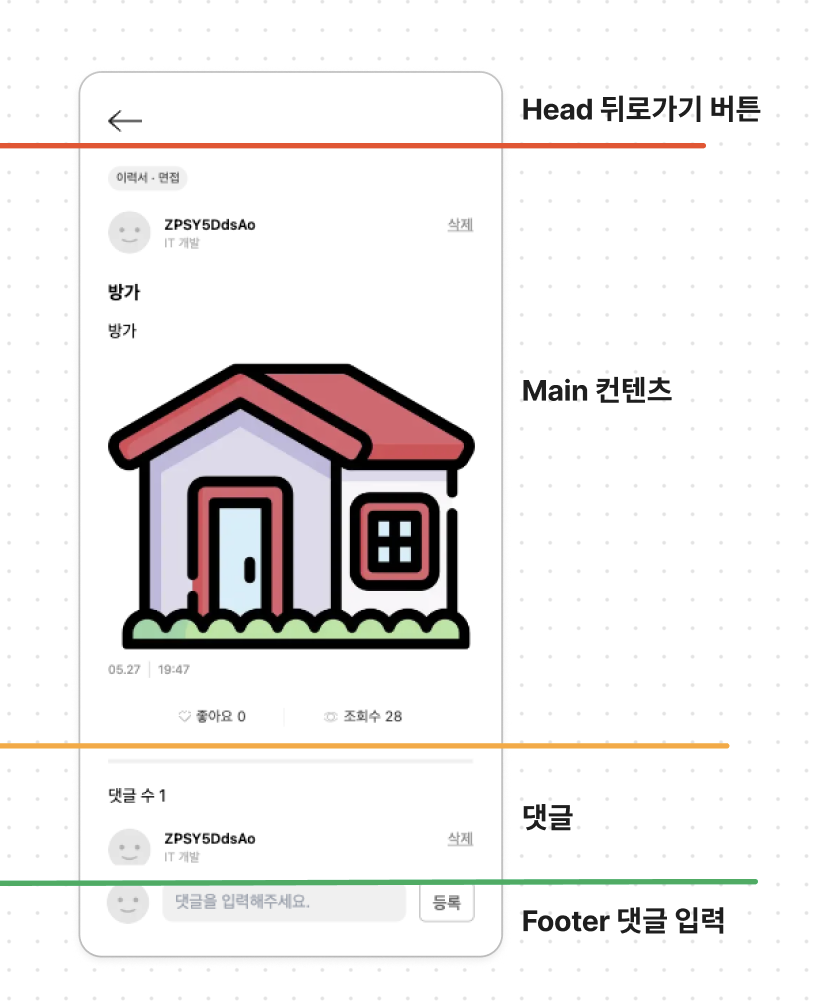 Head 뒤로가기 버튼
이력서 · 면접
ZPSY5DdsAo
삭제
IT 개발
방가
방가
Main 컨텐츠
05.27 | 19:47
좋아요 0
조회수 28
댓글 수 1
댓글
ZPSY5DdsAo
삭제
IT 개발
댓글을 입력해주세요.
등록
Footer 댓글 입력